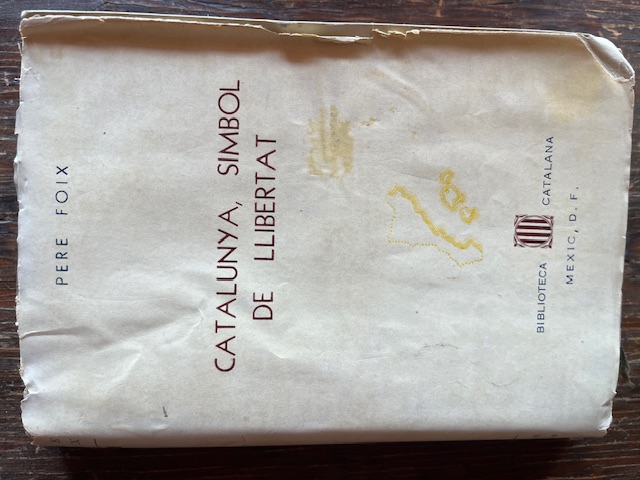 PERE FOIX
CATALUNYA, SIMBOL
DE LLIBERTAT
BIBLIOTECA CATALANA
MEXIC, D. F.